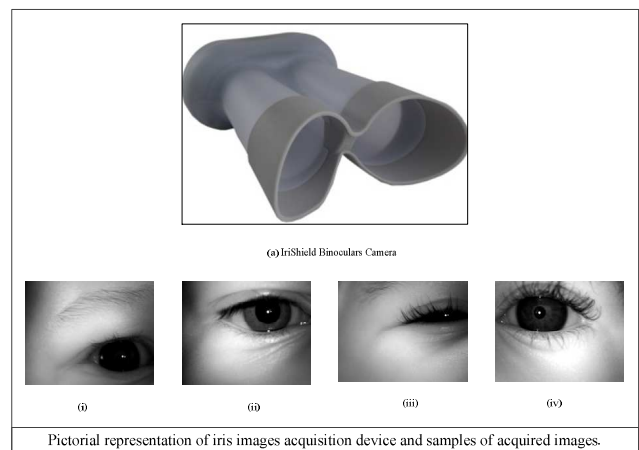 (a) IriShield Binoculars Camera
(i)
(ii)
(iii)
(iv)
Pictorial representation of iris images acquisition device and samples of acquired images.